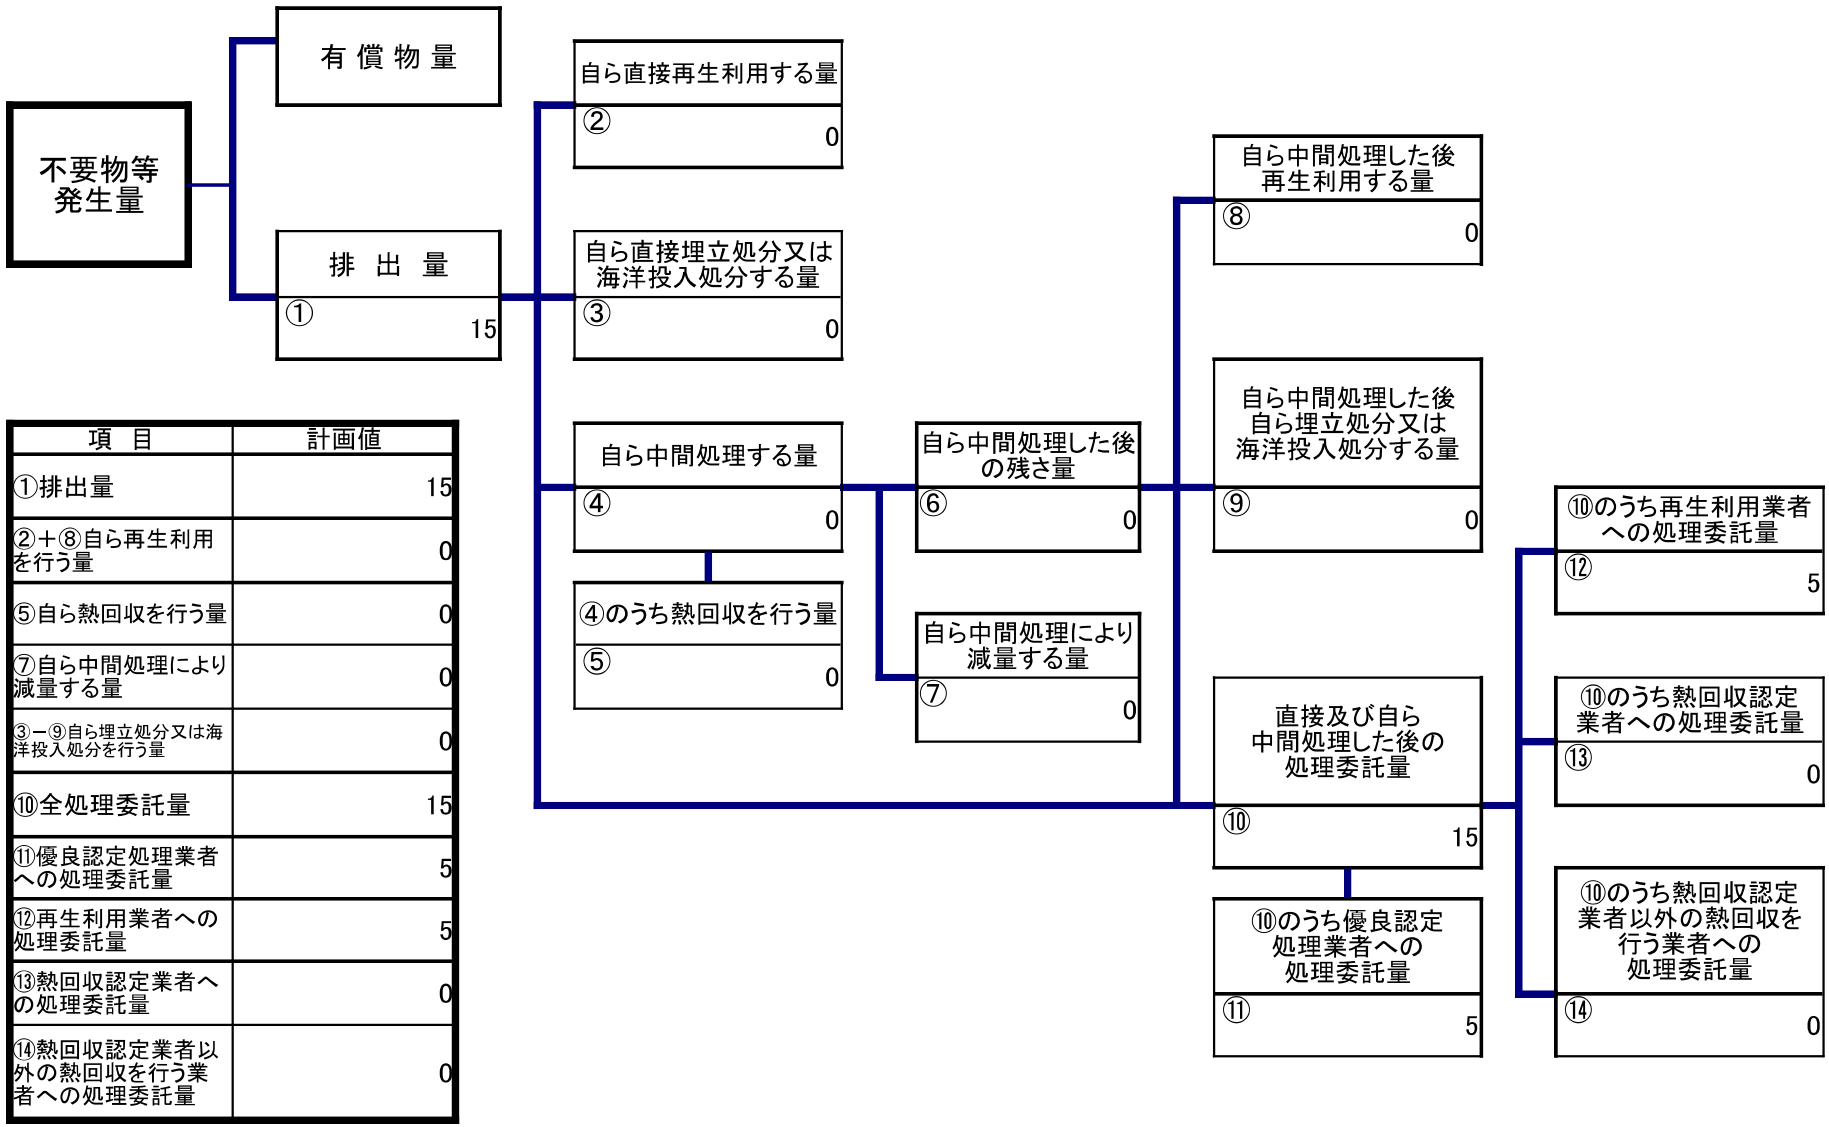 有 償 物 量
不要物等
発生量
排 出 量
①
15
自ら直接再生利用する量
②
0
自ら直接埋立処分又は
海洋投入処分する量
③
0
自ら中間処理する量
④
0
④のうち熱回収を行う量
⑤
0
自ら中間処理した後
の残さ量
⑥
0
自ら中間処理により
減量する量
⑦
0
自ら中間処理した後
再生利用する量
⑧
0
自ら中間処理した後
自ら埋立処分又は
海洋投入処分する量
⑨
0
直接及び自ら
中間処理した後の
処理委託量
⑩
15
⑩のうち優良認定
処理業者への
処理委託量
⑪
5
⑩のうち再生利用業者
への処理委託量
⑫
5
⑩のうち熱回収認定
業者への処理委託量
⑬
0
⑩のうち熱回収認定
業者以外の熱回収を
行う業者への
処理委託量
⑭
0
項 目 計画値
①排出量 15
②＋⑧自ら再生利用
を行う量 0
⑤自ら熱回収を行う量 0
⑦自ら中間処理により
減量する量 0
③－⑨自ら埋立処分又は海
洋投入処分を行う量 0
⑩全処理委託量 15
⑪優良認定処理業者
への処理委託量 5
⑫再生利用業者への
処理委託量 5
⑬熱回収認定業者へ
の処理委託量 0
⑭熱回収認定業者以
外の熱回収を行う業
者への処理委託量 0